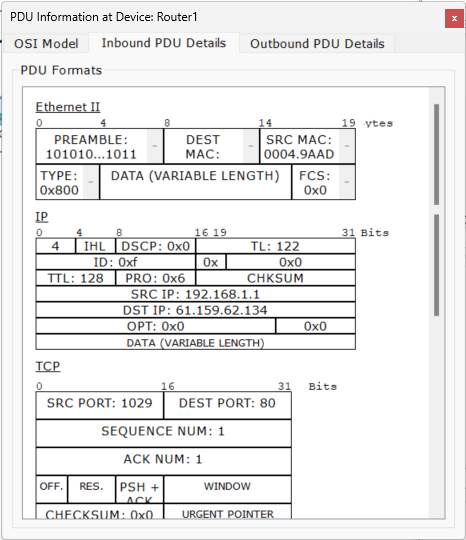 PDU Information at Device: Router1
x
OSI Model Inbound PDU Details Outbound PDU Details
PDU Formats
Ethernet II
0 4 8 14 19 ytes
PREAMBLE: DEST SRC MAC:
101010...1011 MAC: 0004.9AAD
TYPE: DATA (VARIABLE LENGTH) FCS:
0x800 0x0
IP
0 4 8 16 19 31 Bits
4 IHL DSCP: 0x0 TL: 122
ID: 0xf 0x 0x0
TTL: 128 PRO: 0x6 CHKSUM
SRC IP: 192.168.1.1
DST IP: 61.159.62.134
OPT: 0x0 0x0
DATA (VARIABLE LENGTH)
TCP
0 16 31 Bits
SRC PORT: 1029 DEST PORT: 80
SEQUENCE NUM: 1
ACK NUM: 1
OFF. RES. PSH + WINDOW
ACK
CHECKSUM: 0x0 URGENT POINTER